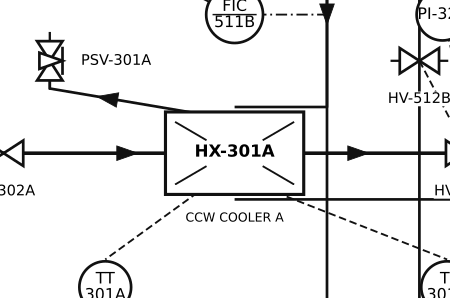 FIC
511B
PI-32
PSV-301A
HV-512B
HX-301A
302A
HV
CCW COOLER A
TT
301A
T
301